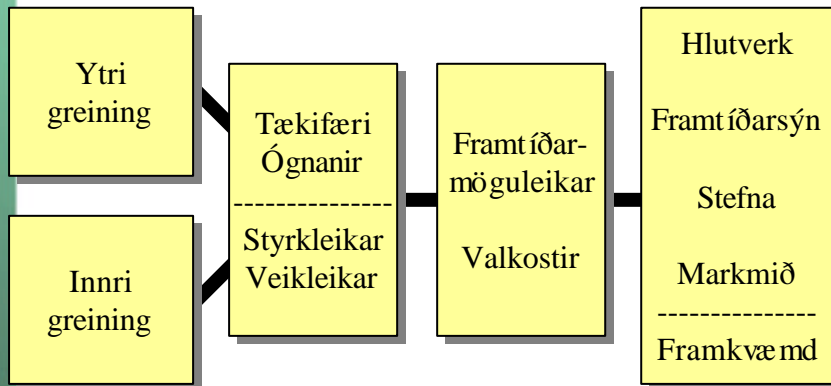 Ytri
greining
Innri
greining
Tækifæri
Ógnanir
---------------
Styrkleikar
Veikleikar
Framtíðar-
möguleikar
Valkostir
Hlutverk
Framtíðarsýn
Stefna
Markmið
---------------
Framkvæmd